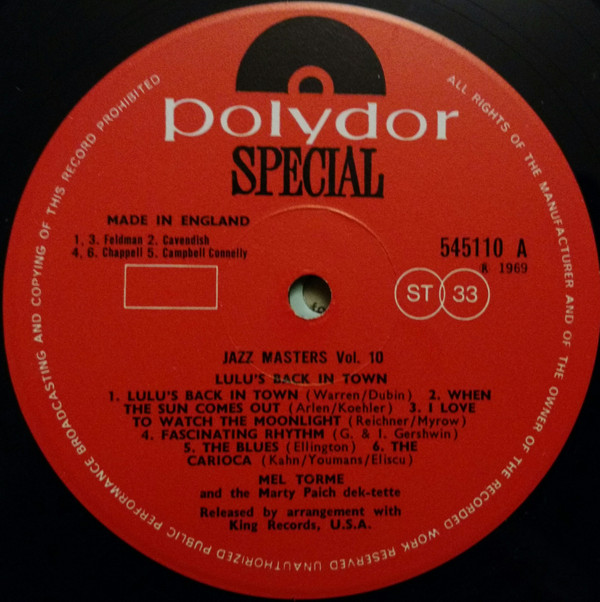 polydor
SPECIAL
MADE IN ENGLAND
1, 3. Feldman 2. Cavendish
4, 6. Chappell 5. Campbell Connelly
545110 A
℗ 1969
ST 33
JAZZ MASTERS Vol. 10
LULU'S BACK IN TOWN
1. LULU'S BACK IN TOWN (Warren/Dubin) 2. WHEN
THE SUN COMES OUT (Arlen/Koehler) 3. I LOVE
TO WATCH THE MOONLIGHT (Reichner/Myrow)
4. FASCINATING RHYTHM (G. & I. Gershwin)
5. THE BLUES (Ellington) 6. THE
CARIOCA (Kahn/Youmans/Eliscu)
MEL TORME
and the Marty Paich dek-tette
Released by arrangement with
King Records, U.S.A.
ALL RIGHTS OF THE MANUFACTURER AND OF THE OWNER OF THE RECORDED WORK RESERVED UNAUTHORIZED PUBLIC PERFORMANCE BROADCASTING AND COPYING OF THIS RECORD PROHIBITED